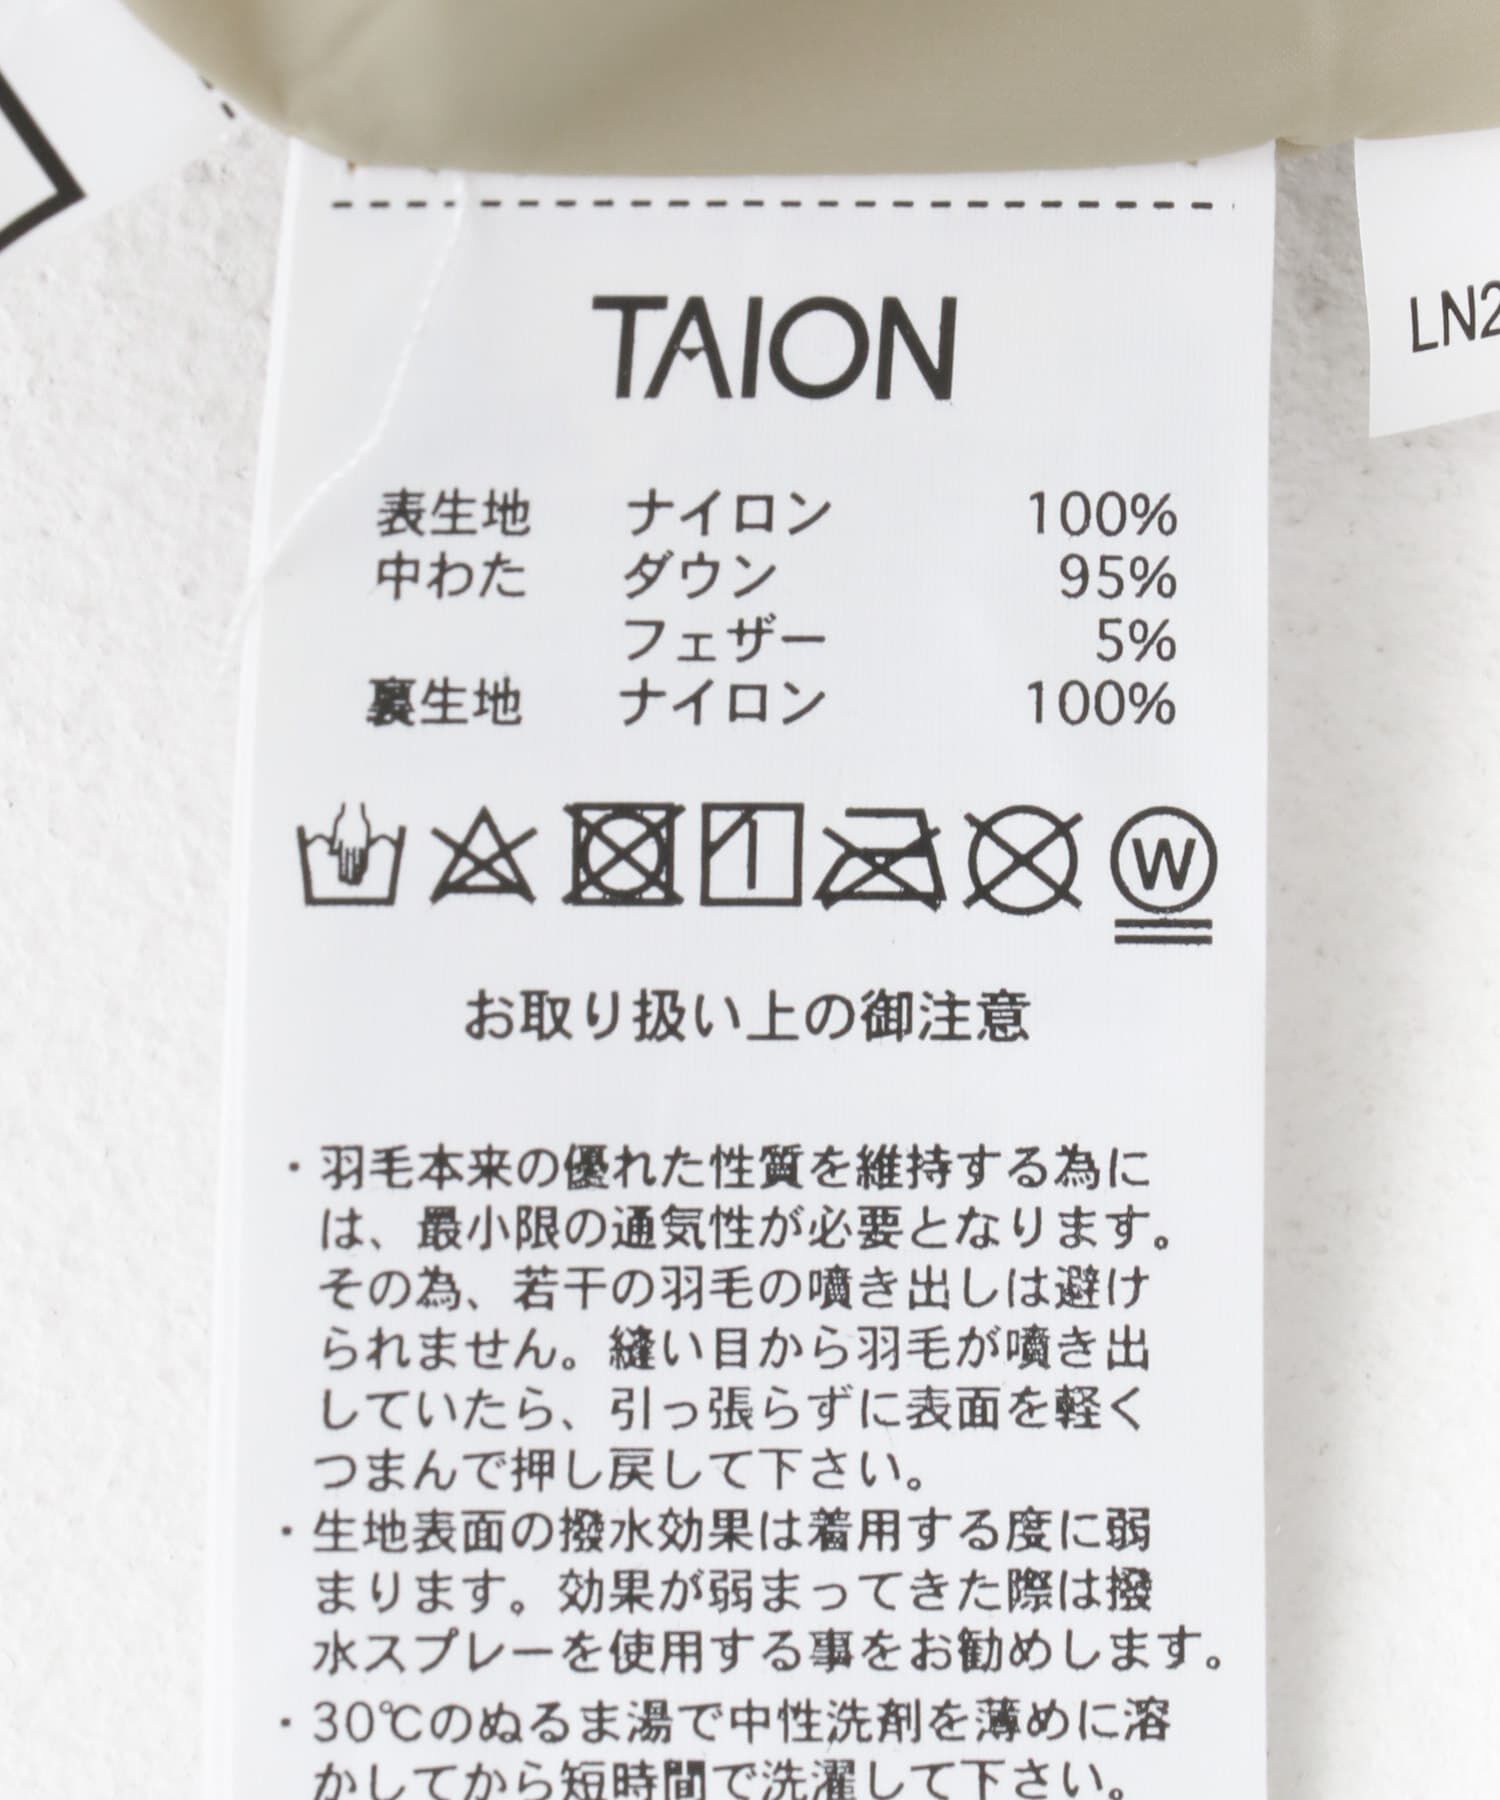 TAION
LN2
表生地 ナイロン 100%
中わた ダウン 95%
フェザー 5%
裏生地 ナイロン 100%
W
お取り扱い上の御注意
・羽毛本来の優れた性質を維持する為に
は、最小限の通気性が必要となります。
その為、若干の羽毛の噴き出しは避け
られません。縫い目から羽毛が噴き出
していたら、引っ張らずに表面を軽く
つまんで押し戻して下さい。
・生地表面の撥水効果は着用する度に弱
まります。効果が弱まってきた際は撥
水スプレーを使用する事をお勧めします。
・30℃のぬるま湯で中性洗剤を薄めに溶
かしてから短時間で洗濯して下さい。